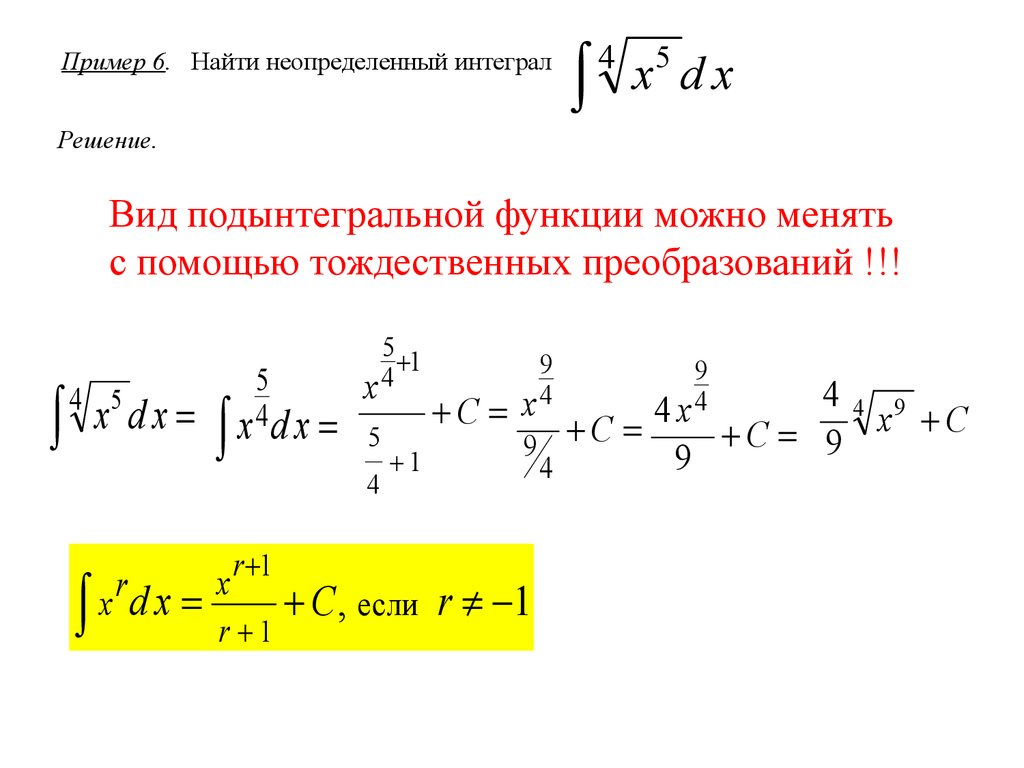 Пример 6. Найти неопределенный интеграл ∫ ⁴√x⁵ dx
Решение.
Вид подынтегральной функции можно менять
с помощью тождественных преобразований !!!
∫ ⁴√x⁵ dx = ∫ x^(5/4) dx = x^(5/4+1)/(5/4+1) + C = x^(9/4)/(9/4) + C = 4x^(9/4)/9 + C = 4/9 ⁴√x⁹ + C
∫ x^r dx = x^(r+1)/(r+1) + C, если r ≠ −1